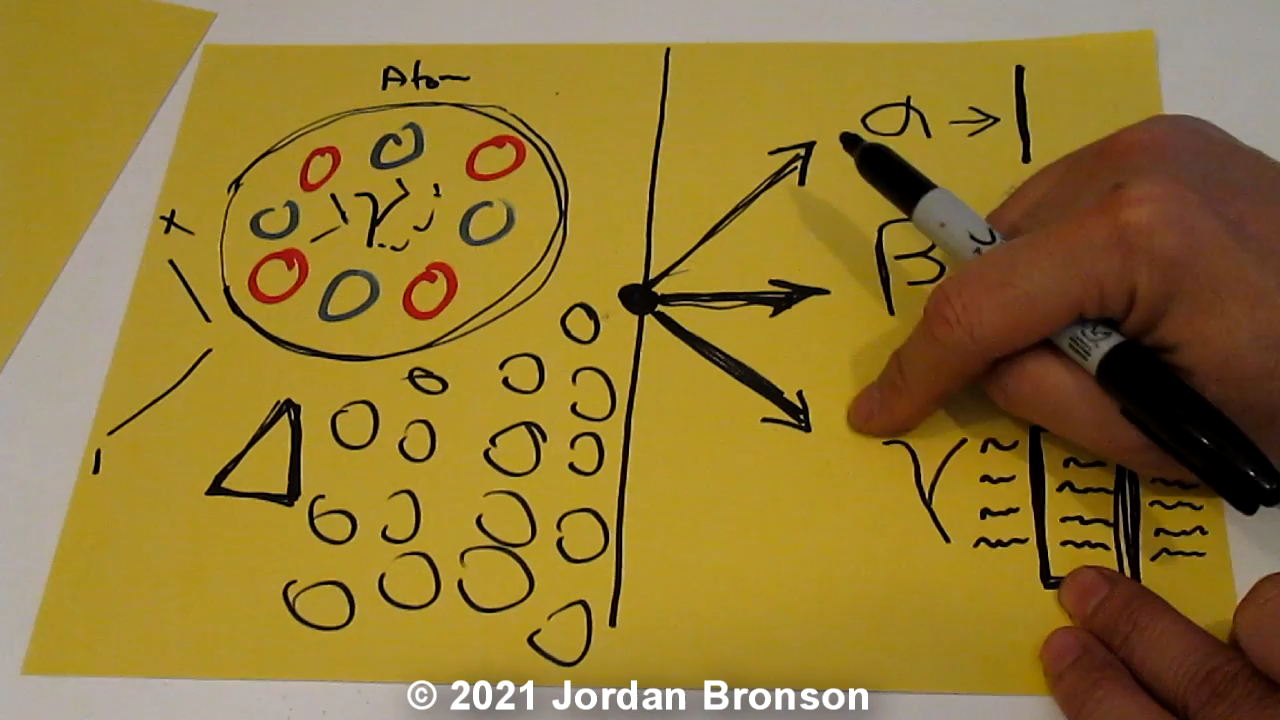 Atom
γ
x
α →
β
γ
© 2021 Jordan Bronson